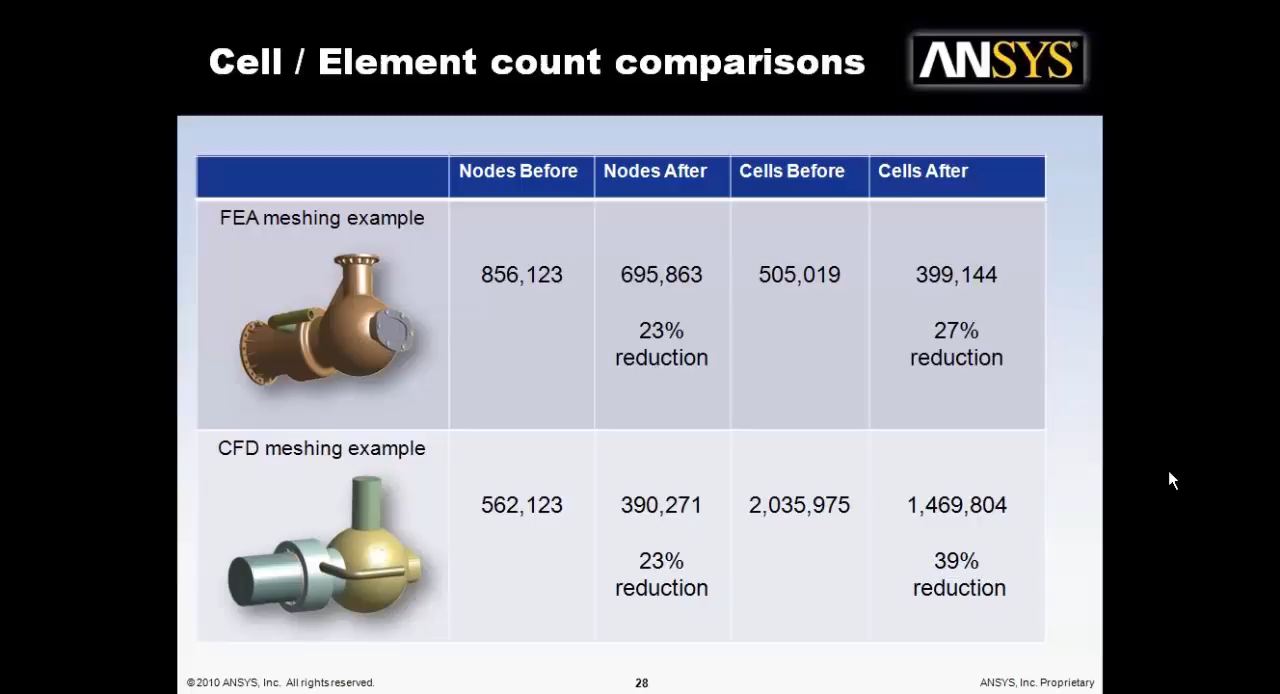 Cell / Element count comparisons
ANSYS®
Nodes Before
Nodes After
Cells Before
Cells After
FEA meshing example
856,123
695,863
505,019
399,144
23%
reduction
27%
reduction
CFD meshing example
562,123
390,271
2,035,975
1,469,804
23%
reduction
39%
reduction
© 2010 ANSYS, Inc. All rights reserved.
28
ANSYS, Inc. Proprietary